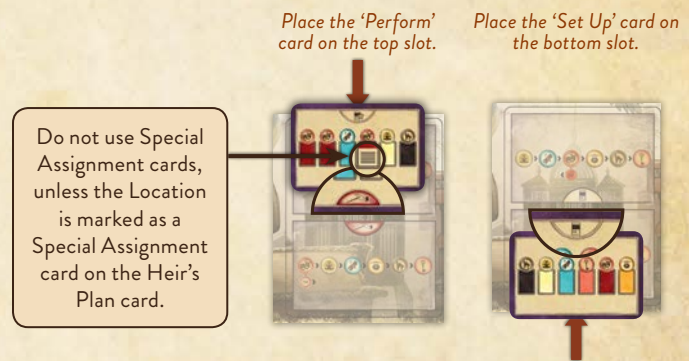 Place the ‘Perform’
card on the top slot.
Place the ‘Set Up’ card on
the bottom slot.
Do not use Special
Assignment cards,
unless the Location
is marked as a
Special Assignment
card on the Heir’s
Plan card.